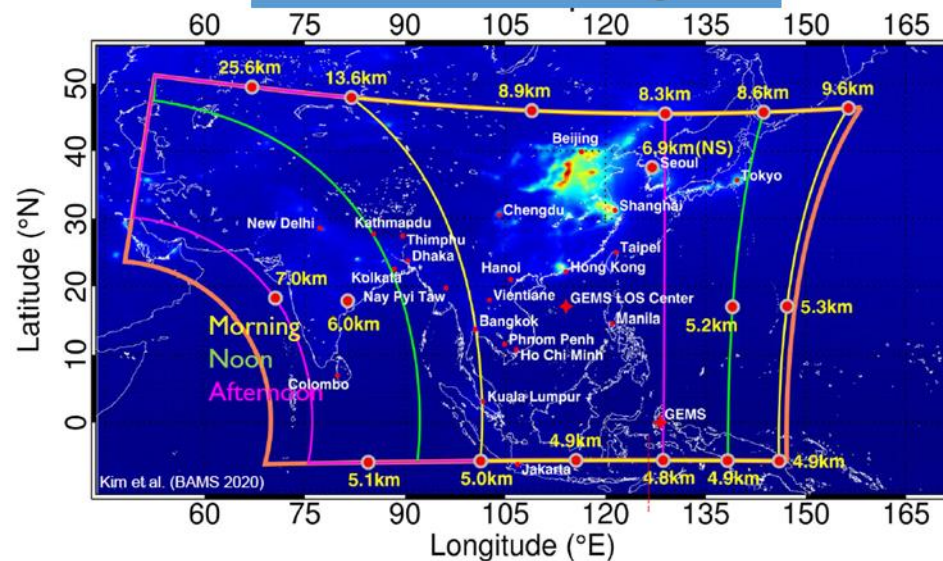 60 75 90 105 120 135 150 165
25.6km
13.6km
8.9km
8.3km
8.6km
9.6km
50
40
30
20
10
0
Latitude (°N)
Beijing
6.9km(NS)
Seoul
Tokyo
Chengdu
Shanghai
New Delhi
Kathmandu
Thimphu
Dhaka
Taipei
Kolkata
Hanoi
Hong Kong
7.0km
Nay Pyi Taw
Vientiane
GEMS LOS Center
6.0km
5.2km
5.3km
Morning
Bangkok
Manila
Noon
Phnom Penh
Ho Chi Minh
Colombo
Afternoon
Kuala Lumpur
GEMS
4.9km
Jakarta
5.1km
5.0km
4.8km
4.9km
4.9km
Kim et al. (BAMS 2020)
60 75 90 105 120 135 150 165
Longitude (°E)